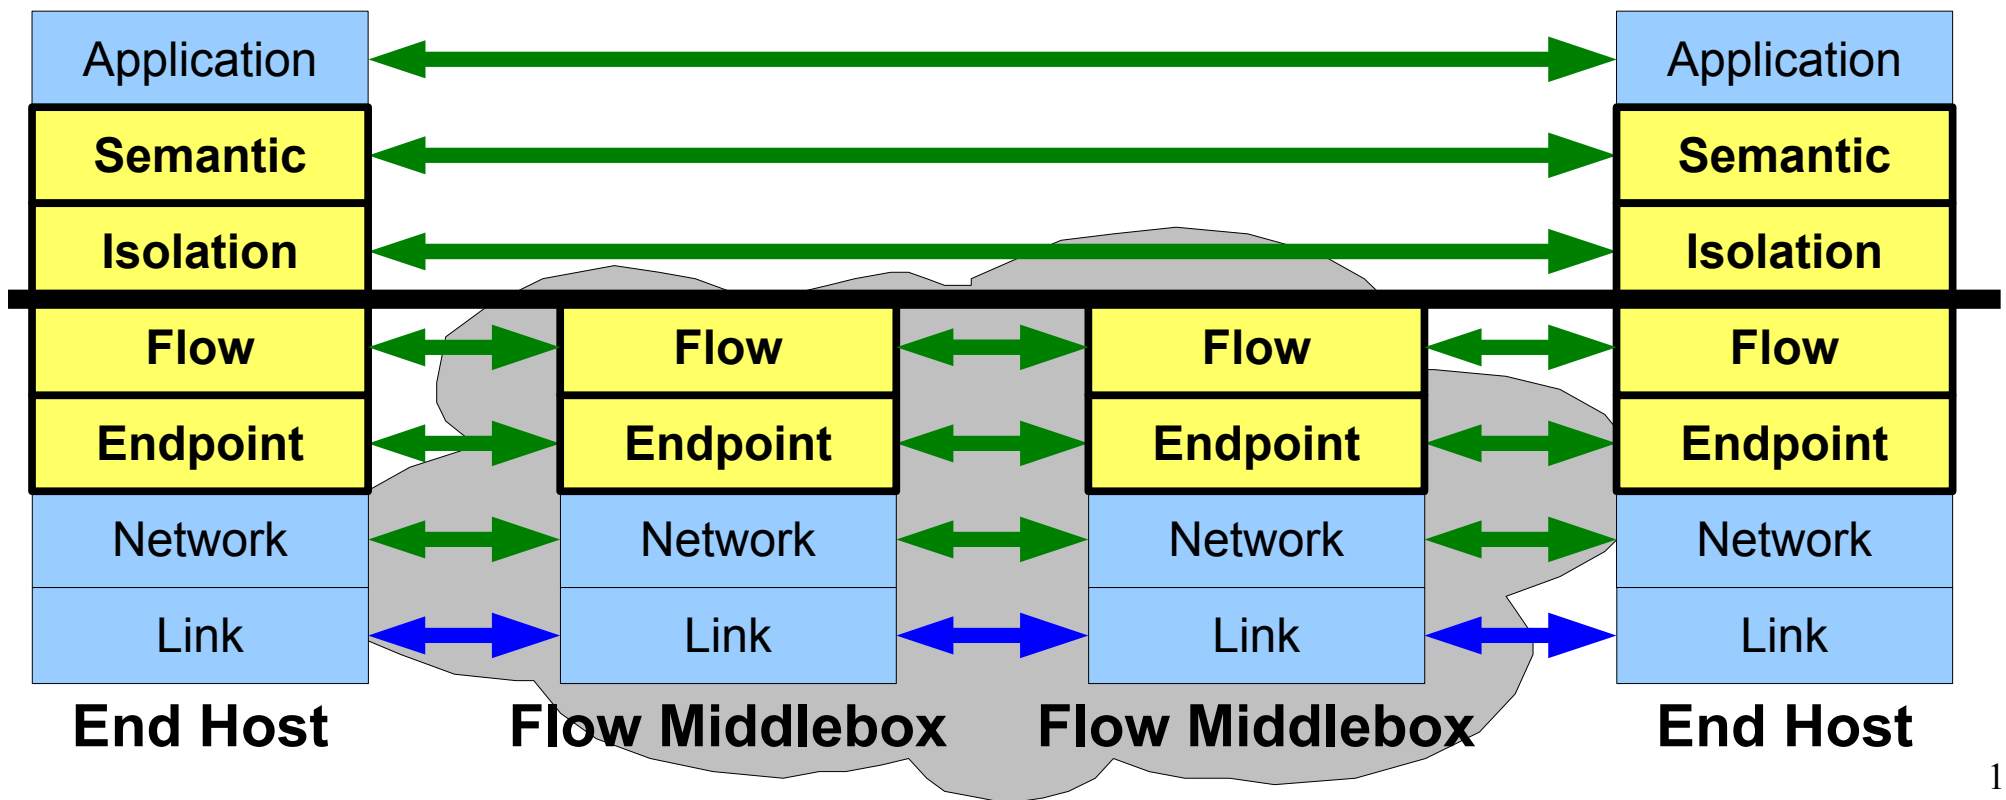 Application Application
Semantic Semantic
Isolation Isolation
Flow Flow Flow Flow
Endpoint Endpoint Endpoint Endpoint
Network Network Network Network
Link Link Link Link
End Host Flow Middlebox Flow Middlebox End Host
1